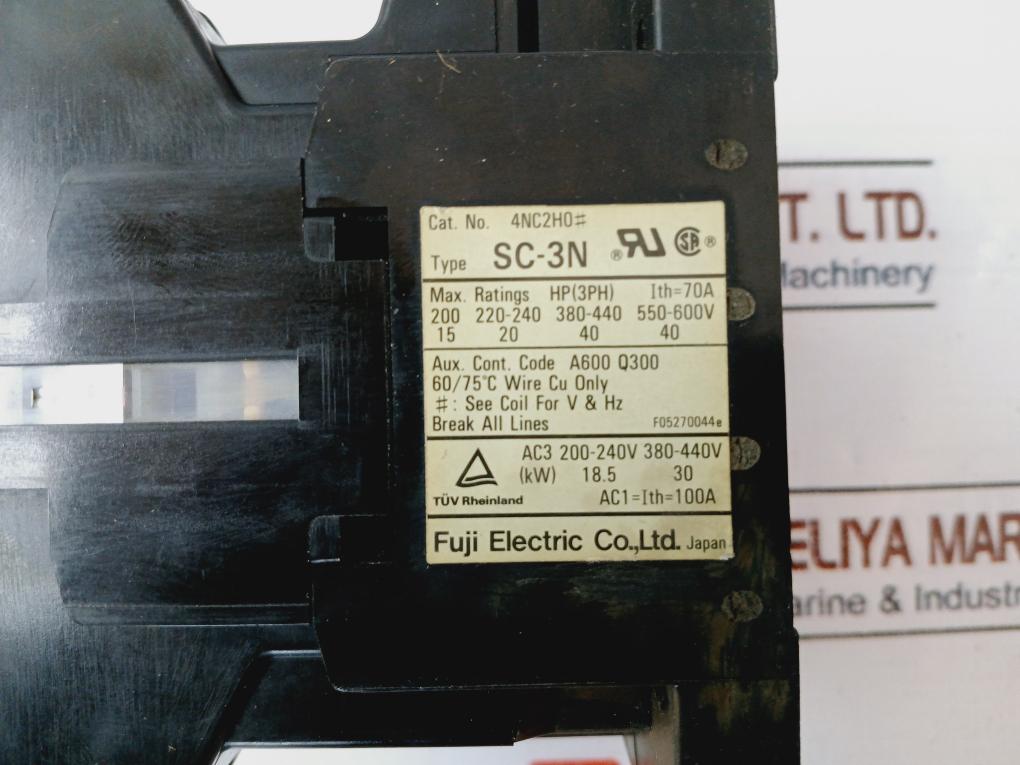 Cat. No. 4NC2H0#
Type SC-3N ® RU SA ®
Max. Ratings HP(3PH) Ith=70A
200 220-240 380-440 550-600V
15 20 40 40
Aux. Cont. Code A600 Q300
60/75°C Wire Cu Only
#: See Coil For V & Hz
Break All Lines F05270044e
AC3 200-240V 380-440V
(kW) 18.5 30
TÜV Rheinland AC1=Ith=100A
Fuji Electric Co.,Ltd. Japan
T. LTD.
Machinery
ELIYA MAR
arine & Industr